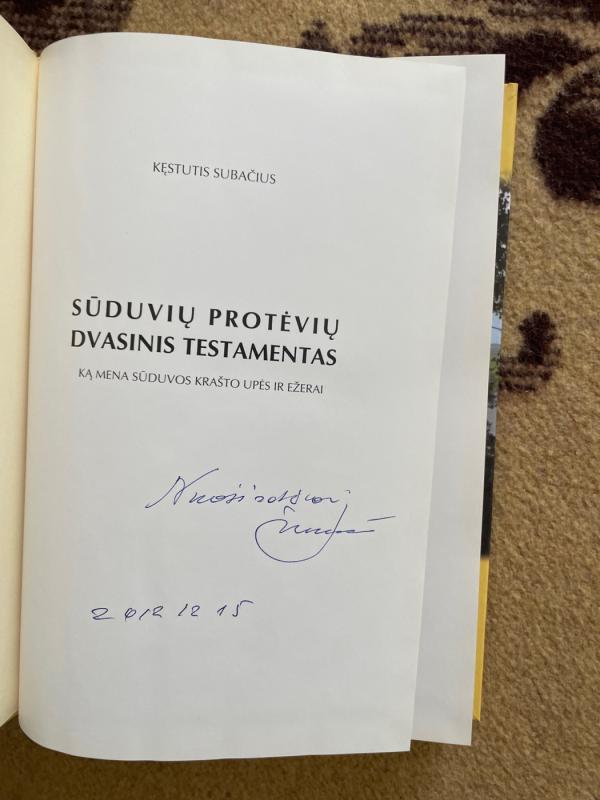 KĘSTUTIS SUBAČIUS
SŪDUVIŲ PROTĖVIŲ
DVASINIS TESTAMENTAS
KĄ MENA SŪDUVOS KRAŠTO UPĖS IR EŽERAI
2012 12 15